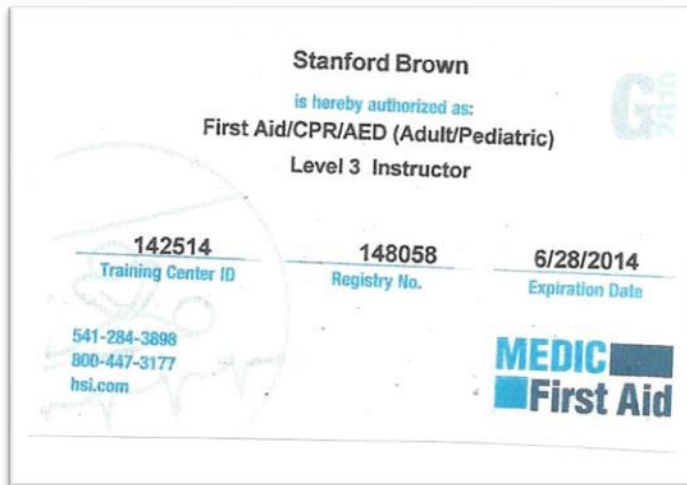 Stanford Brown
is hereby authorized as:
First Aid/CPR/AED (Adult/Pediatric)
Level 3 Instructor
142514
Training Center ID
148058
Registry No.
6/28/2014
Expiration Date
541-284-3898
800-447-3177
hsi.com
MEDIC
First Aid